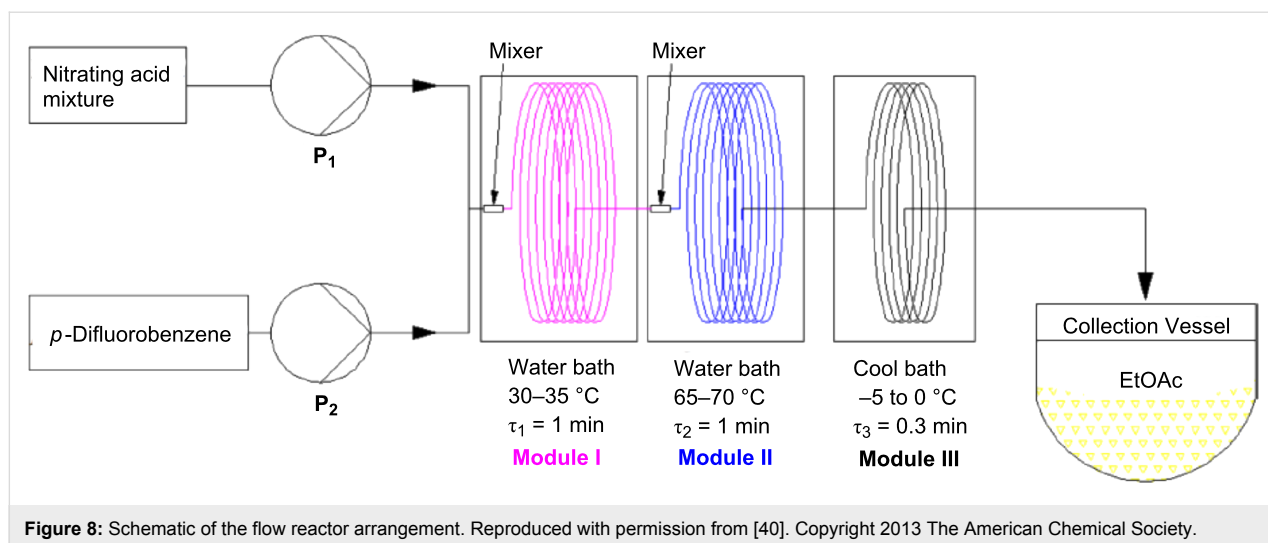 Nitrating acid
mixture
P₁
p-Difluorobenzene
P₂
Mixer
Mixer
Water bath
30–35 °C
τ₁ = 1 min
Module I
Water bath
65–70 °C
τ₂ = 1 min
Module II
Cool bath
–5 to 0 °C
τ₃ = 0.3 min
Module III
Collection Vessel
EtOAc
Figure 8: Schematic of the flow reactor arrangement. Reproduced with permission from [40]. Copyright 2013 The American Chemical Society.